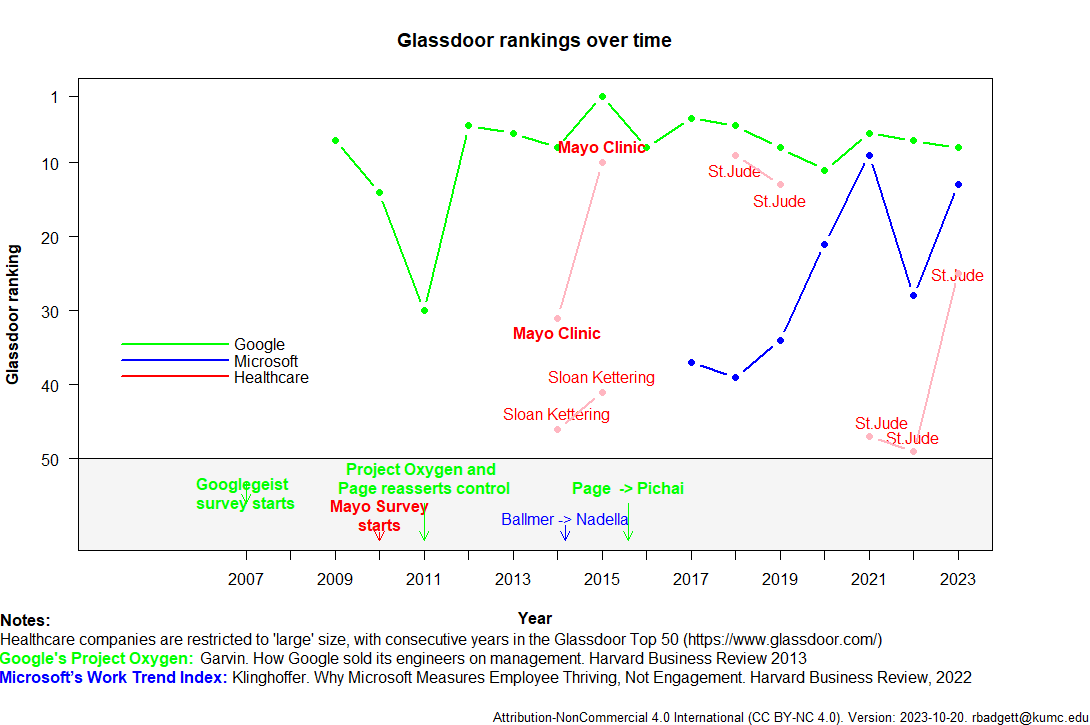 Glassdoor rankings over time
1
10
20
30
40
50
Glassdoor ranking
Mayo Clinic
St.Jude
St.Jude
St.Jude
Mayo Clinic
Google
Microsoft
Healthcare
Sloan Kettering
Sloan Kettering
St.Jude
St.Jude
Googlegeist
survey starts
Project Oxygen and
Page reasserts control
Mayo Survey
starts
Page -> Pichai
Ballmer -> Nadella
2007 2009 2011 2013 2015 2017 2019 2021 2023
Year
Notes:
Healthcare companies are restricted to 'large' size, with consecutive years in the Glassdoor Top 50 (https://www.glassdoor.com/)
Google's Project Oxygen: Garvin. How Google sold its engineers on management. Harvard Business Review 2013
Microsoft's Work Trend Index: Klinghoffer. Why Microsoft Measures Employee Thriving, Not Engagement. Harvard Business Review, 2022
Attribution-NonCommercial 4.0 International (CC BY-NC 4.0). Version: 2023-10-20. rbadgett@kumc.edu